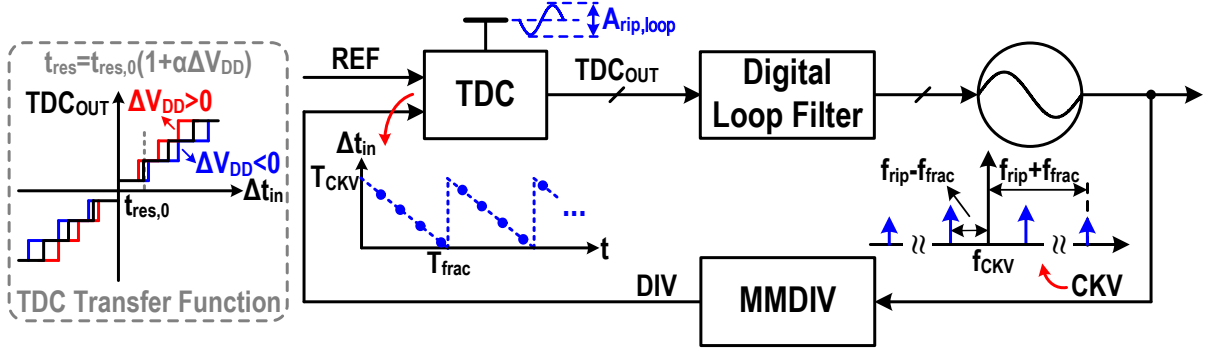 t_res=t_res,0(1+αΔV_DD)
TDC_OUT
ΔV_DD>0
ΔV_DD<0
Δt_in
t_res,0
TDC Transfer Function
A_rip,loop
REF
TDC
TDC_OUT
Digital
Loop Filter
Δt_in
T_CKV
...
T_frac
t
f_rip-f_frac
f_rip+f_frac
≈
≈
f_CKV
CKV
DIV
MMDIV